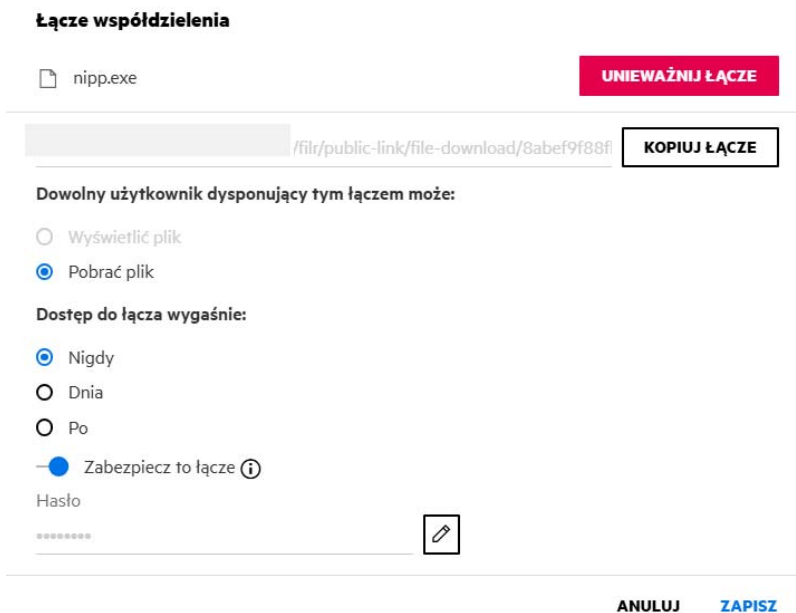 Łącze współdzielenia
nipp.exe
UNIEWAŻNIJ ŁĄCZE
/filr/public-link/file-download/8abef9f88f
KOPIUJ ŁĄCZE
Dowolny użytkownik dysponujący tym łączem może:
Wyświetlić plik
Pobrać plik
Dostęp do łącza wygaśnie:
Nigdy
Dnia
Po
Zabezpiecz to łącze
Hasło
••••••••
ANULUJ ZAPISZ